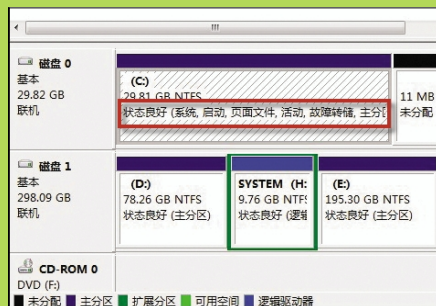 磁盘 0
基本
29.82 GB
联机
(C:)
29.81 GB NTFS
状态良好 (系统, 启动, 页面文件, 活动, 故障转储, 主分区
11 MB
未分配
磁盘 1
基本
298.09 GB
联机
(D:)
78.26 GB NTFS
状态良好 (主分区)
SYSTEM (H:
9.76 GB NTFS
状态良好 (逻辑
(E:)
195.30 GB NTFS
状态良好 (主分区)
CD-ROM 0
DVD (F:)
未分配 主分区 扩展分区 可用空间 逻辑驱动器